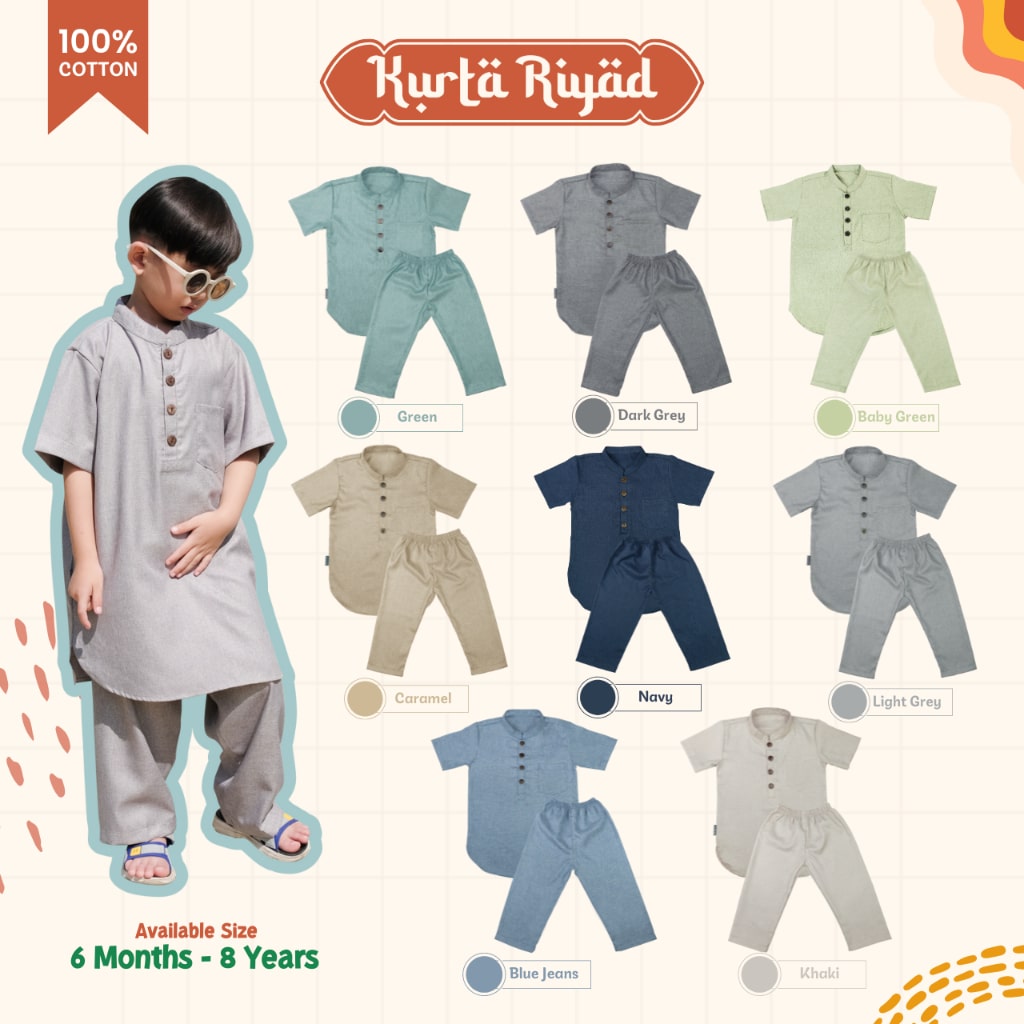 100%
COTTON
Kurtä Riyäd
Green
Dark Grey
Baby Green
Caramel
Navy
Light Grey
Blue Jeans
Khaki
Available Size
6 Months - 8 Years